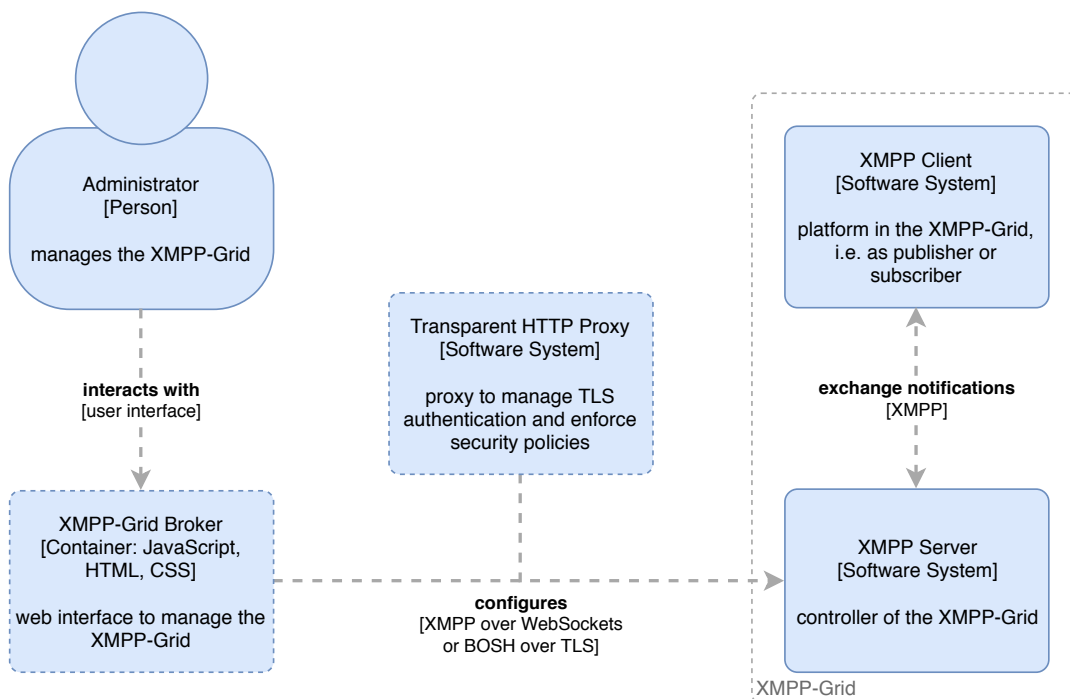 Administrator
[Person]
manages the XMPP-Grid
interacts with
[user interface]
XMPP-Grid Broker
[Container: JavaScript,
HTML, CSS]
web interface to manage the
XMPP-Grid
Transparent HTTP Proxy
[Software System]
proxy to manage TLS
authentication and enforce
security policies
configures
[XMPP over WebSockets
or BOSH over TLS]
XMPP Client
[Software System]
platform in the XMPP-Grid,
i.e. as publisher or
subscriber
exchange notifications
[XMPP]
XMPP Server
[Software System]
controller of the XMPP-Grid
XMPP-Grid